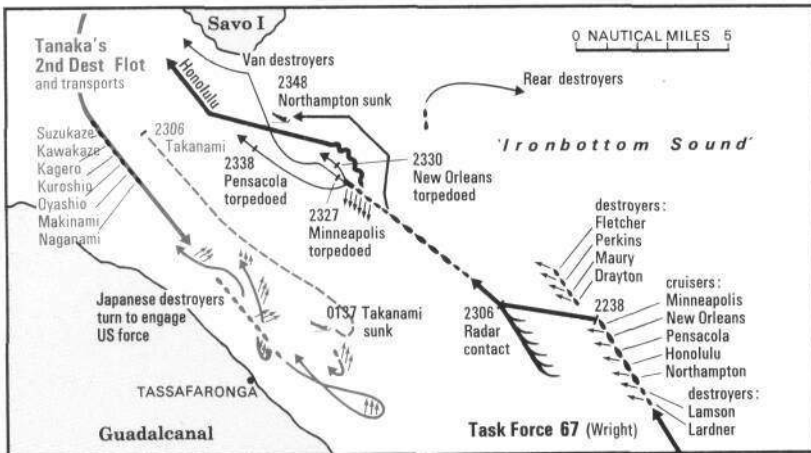 Savo I
0 NAUTICAL MILES 5
Tanaka's
2nd Dest Flot
and transports
Van destroyers
Honolulu
2348
Northampton sunk
Rear destroyers
'Ironbottom Sound'
Suzukaze
Kawakaze
Kagero
Kuroshio
Oyashio
Makinami
Naganami
2306
Takanami
2338
Pensacola
torpedoed
2330
New Orleans
torpedoed
2327
Minneapolis
torpedoed
destroyers:
Fletcher
Perkins
Maury
Drayton
cruisers:
2238
Minneapolis
New Orleans
Pensacola
Honolulu
Northampton
destroyers:
Lamson
Lardner
2306
Radar
contact
Japanese destroyers
turn to engage
US force
0137 Takanami
sunk
TASSAFARONGA
Guadalcanal
Task Force 67 (Wright)